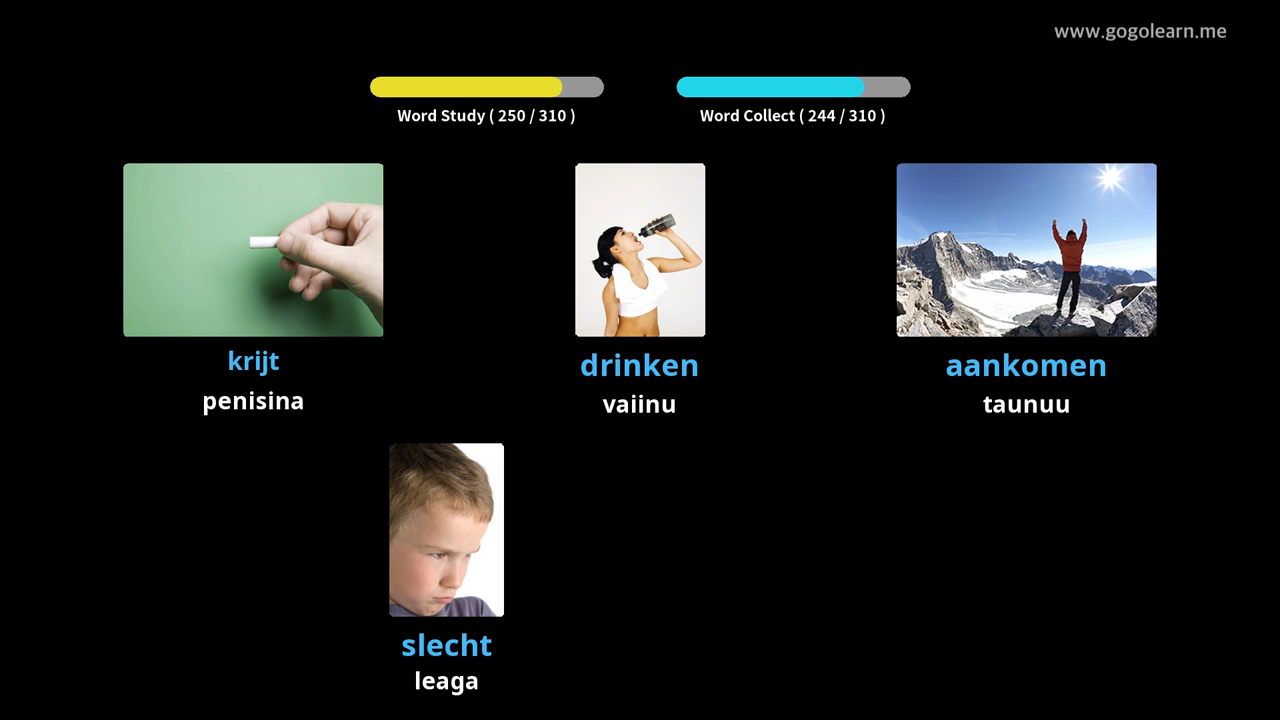 www.gogolearn.me
Word Study ( 250 / 310 )
Word Collect ( 244 / 310 )
krijt
penisina
drinken
vaiinu
aankomen
taunuu
slecht
leaga